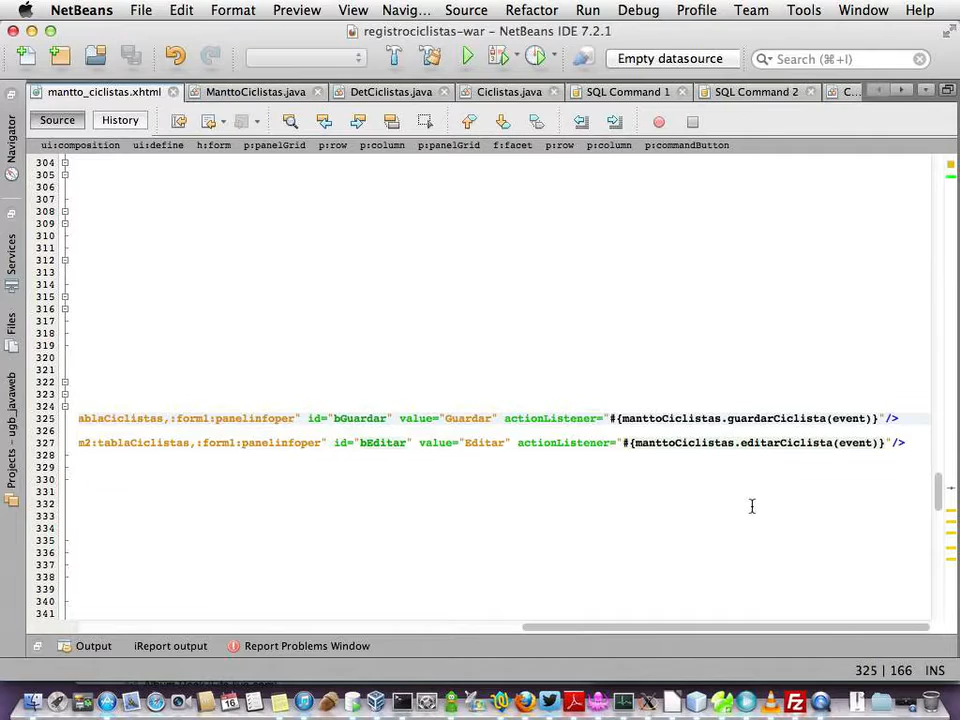 NetBeans File Edit Format Preview View Navig... Source Refactor Run Debug Profile Team Tools Window Help
registrociclistas-war - NetBeans IDE 7.2.1
Empty datasource
Search (⌘+I)
mantto_ciclistas.xhtml ManttoCiclistas.java DetCiclistas.java Ciclistas.java SQL Command 1 SQL Command 2 C...
Source History
ui:composition ui:define h:form p:panelGrid p:row p:column p:panelGrid f:facet p:row p:column p:commandButton
Navigator
Services
Files
Projects - ugb_javaweb
304
305
306
307
308
309
310
311
312
313
314
315
316
317
318
319
320
321
322
323
324
325 ablaCiclistas,:form1:panelinfoper" id="bGuardar" value="Guardar" actionListener="#{manttoCiclistas.guardarCiclista(event)}"/>
326
327 m2:tablaCiclistas,:form1:panelinfoper" id="bEditar" value="Editar" actionListener="#{manttoCiclistas.editarCiclista(event)}"/>
328
329
330
331
332
333
534
335
336
337
338
339
340
341
Output iReport output Report Problems Window
325 | 166 INS